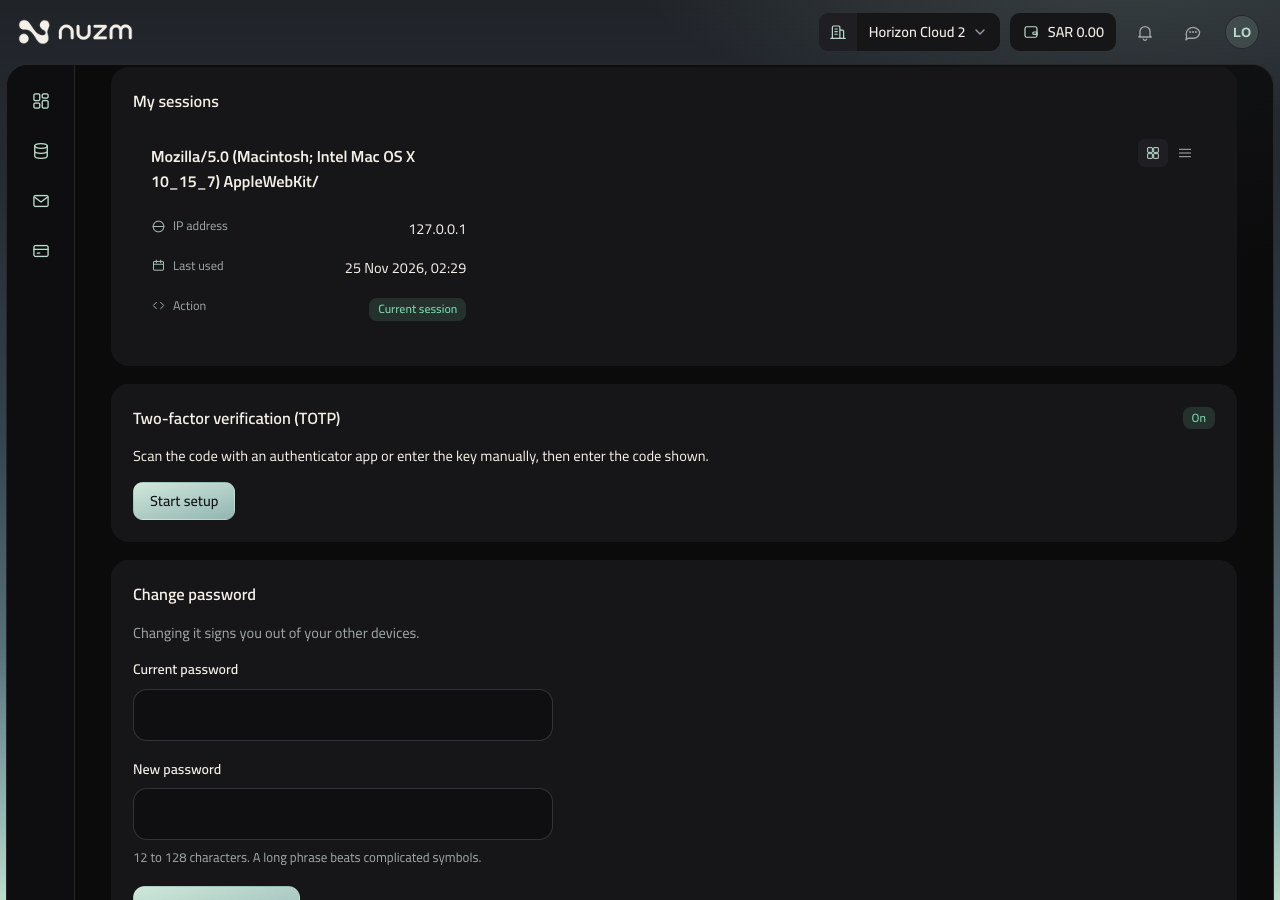 nuzm
Horizon Cloud 2
SAR 0.00
LO
My sessions
Mozilla/5.0 (Macintosh; Intel Mac OS X
10_15_7) AppleWebKit/
IP address
127.0.0.1
Last used
25 Nov 2026, 02:29
Action
Current session
Two-factor verification (TOTP)
On
Scan the code with an authenticator app or enter the key manually, then enter the code shown.
Start setup
Change password
Changing it signs you out of your other devices.
Current password
New password
12 to 128 characters. A long phrase beats complicated symbols.